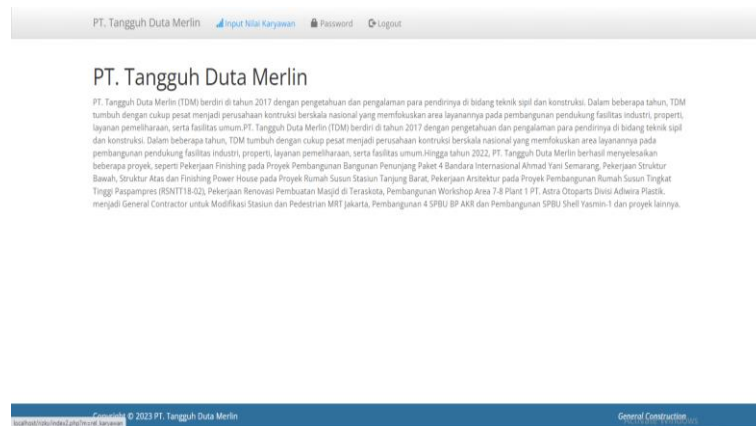 PT. Tangguh Duta Merlin Input Nilai Karyawan Password Logout
PT. Tangguh Duta Merlin
PT. Tangguh Duta Merlin (TDM) berdiri di tahun 2017 dengan pengetahuan dan pengalaman para pendirinya di bidang teknik sipil dan konstruksi. Dalam beberapa tahun, TDM
tumbuh dengan cukup pesat menjadi perusahaan kontruksi berskala nasional yang memfokuskan area layanannya pada pembangunan pendukung fasilitas industri, properti,
layanan pemeliharaan, serta fasilitas umum.PT. Tangguh Duta Merlin (TDM) berdiri di tahun 2017 dengan pengetahuan dan pengalaman para pendirinya di bidang teknik sipil
dan konstruksi. Dalam beberapa tahun, TDM tumbuh dengan cukup pesat menjadi perusahaan kontruksi berskala nasional yang memfokuskan area layanannya pada
pembangunan pendukung fasilitas industri, properti, layanan pemeliharaan, serta fasilitas umum.Hingga tahun 2022, PT. Tangguh Duta Merlin berhasil menyelesaikan
beberapa proyek, seperti Pekerjaan Finishing pada Proyek Pembangunan Bangunan Penunjang Paket 4 Bandara Internasional Ahmad Yani Semarang, Pekerjaan Struktur
Bawah, Struktur Atas dan Finishing Power House pada Proyek Rumah Susun Stasiun Tanjung Barat, Pekerjaan Arsitektur pada Proyek Pembangunan Rumah Susun Tingkat
Tinggi Paspampres (RSNTT18-02), Pekerjaan Renovasi Pembuatan Masjid di Teraskota, Pembangunan Workshop Area 7-8 Plant 1 PT. Astra Otoparts Divisi Adiwira Plastik.
menjadi General Contractor untuk Modifikasi Stasiun dan Pedestrian MRT Jakarta, Pembangunan 4 SPBU BP AKR dan Pembangunan SPBU Shell Yasmin-1 dan proyek lainnya.
Copyright © 2023 PT. Tangguh Duta Merlin General Construction